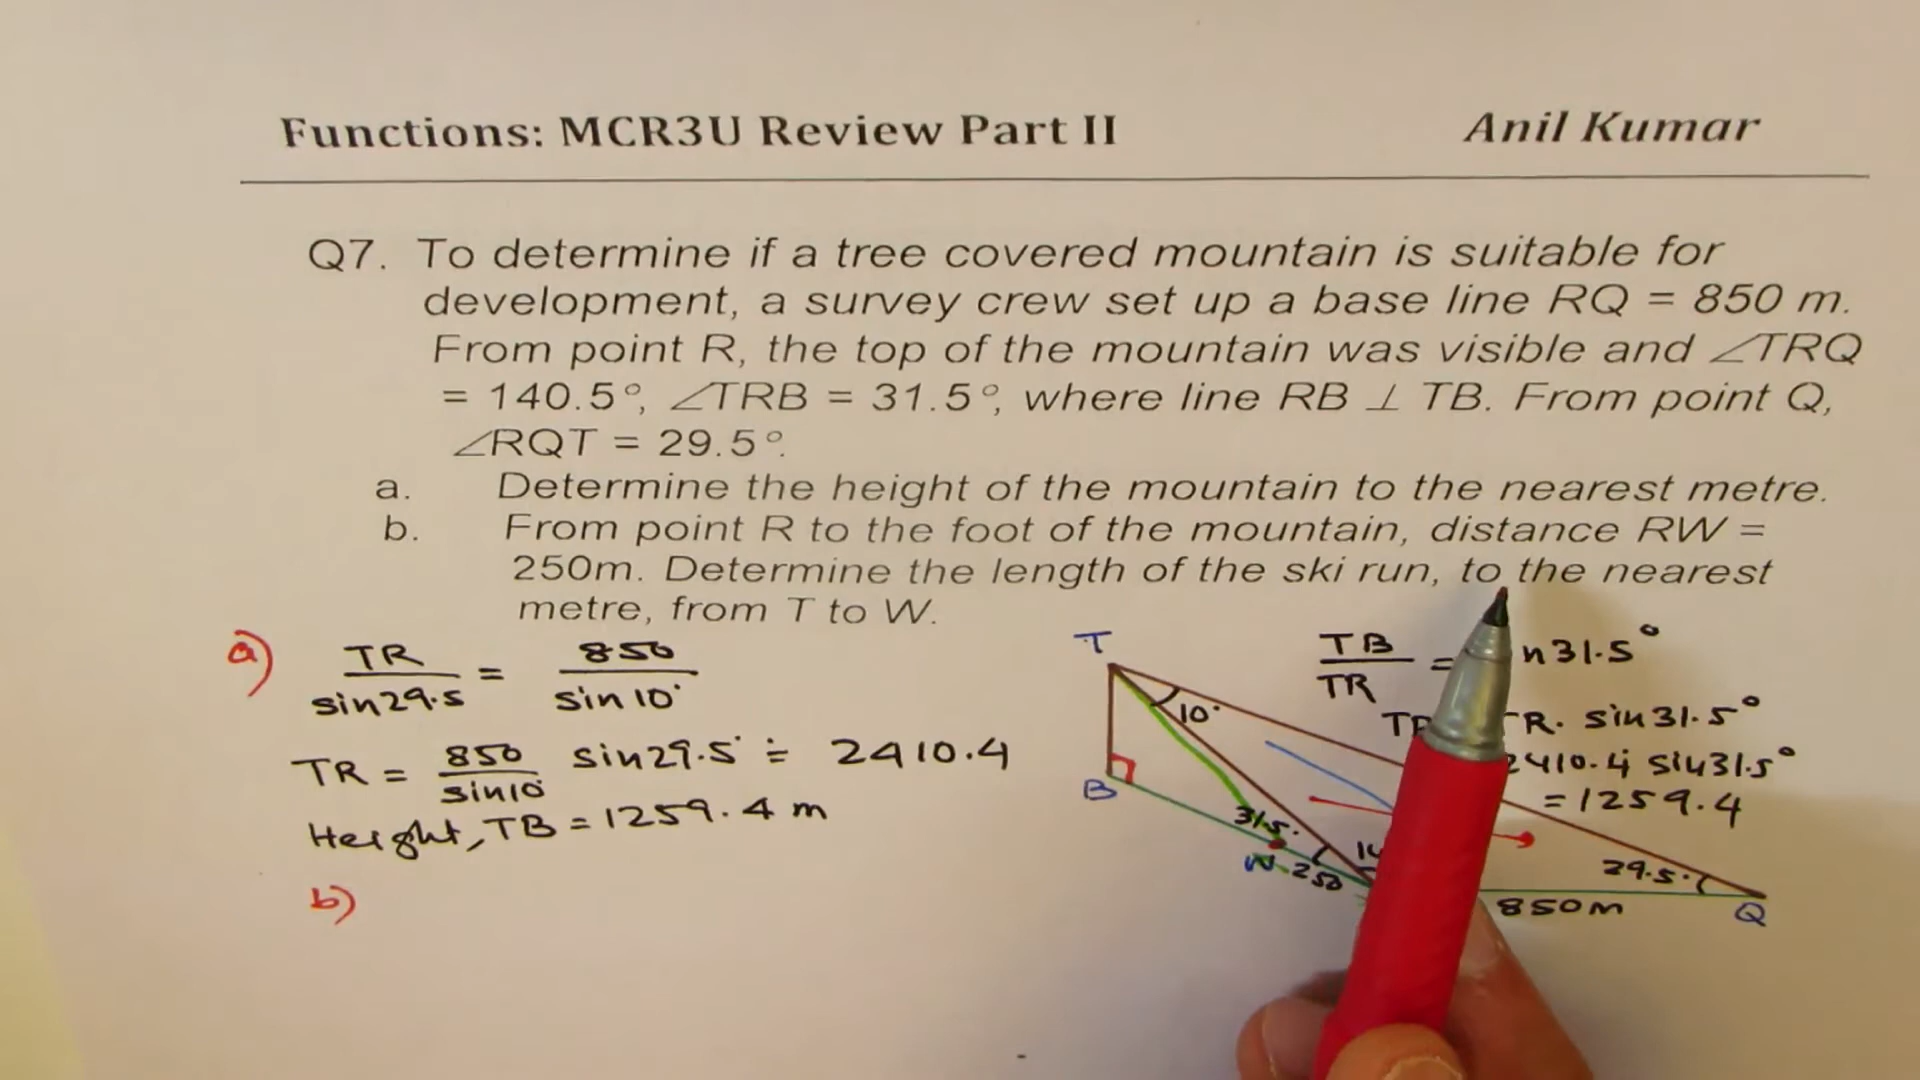 Functions: MCR3U Review Part II Anil Kumar
Q7. To determine if a tree covered mountain is suitable for
development, a survey crew set up a base line RQ = 850 m.
From point R, the top of the mountain was visible and ∠TRQ
= 140.5°, ∠TRB = 31.5°, where line RB ⊥ TB. From point Q,
∠RQT = 29.5°.
a. Determine the height of the mountain to the nearest metre.
b. From point R to the foot of the mountain, distance RW =
250m. Determine the length of the ski run, to the nearest
metre, from T to W.
a) TR/sin29.5 = 850/sin10°
TR = 850/sin10° sin29.5° ≐ 2410.4
Height, TB = 1259.4 m
b)
T
10°
B
31.5°
W
250
29.5°
850m
Q
TB/TR = n31.5°
TR. sin31.5°
2410.4 sin31.5°
=1259.4